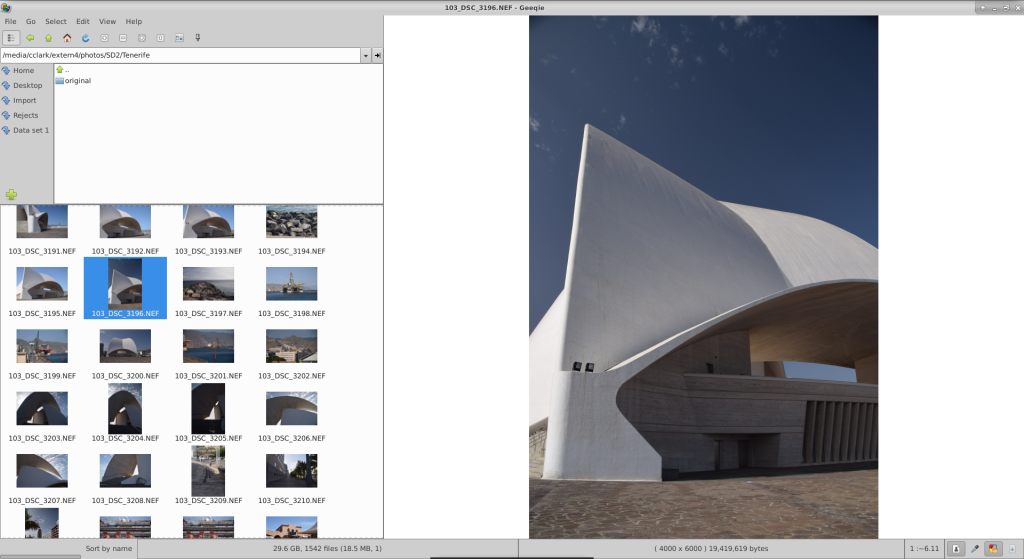 103_DSC_3196.NEF - Geeqie
File Go Select Edit View Help
/media/cclark/extern4/photos/SD2/Tenerife
Home
Desktop
Import
Rejects
Data set 1
..
original
103_DSC_3191.NEF 103_DSC_3192.NEF 103_DSC_3193.NEF 103_DSC_3194.NEF
103_DSC_3195.NEF 103_DSC_3196.NEF 103_DSC_3197.NEF 103_DSC_3198.NEF
103_DSC_3199.NEF 103_DSC_3200.NEF 103_DSC_3201.NEF 103_DSC_3202.NEF
103_DSC_3203.NEF 103_DSC_3204.NEF 103_DSC_3205.NEF 103_DSC_3206.NEF
103_DSC_3207.NEF 103_DSC_3208.NEF 103_DSC_3209.NEF 103_DSC_3210.NEF
Sort by name 29.6 GB, 1542 files (18.5 MB, 1) ( 4000 x 6000 ) 19,419,619 bytes 1 :~6.11